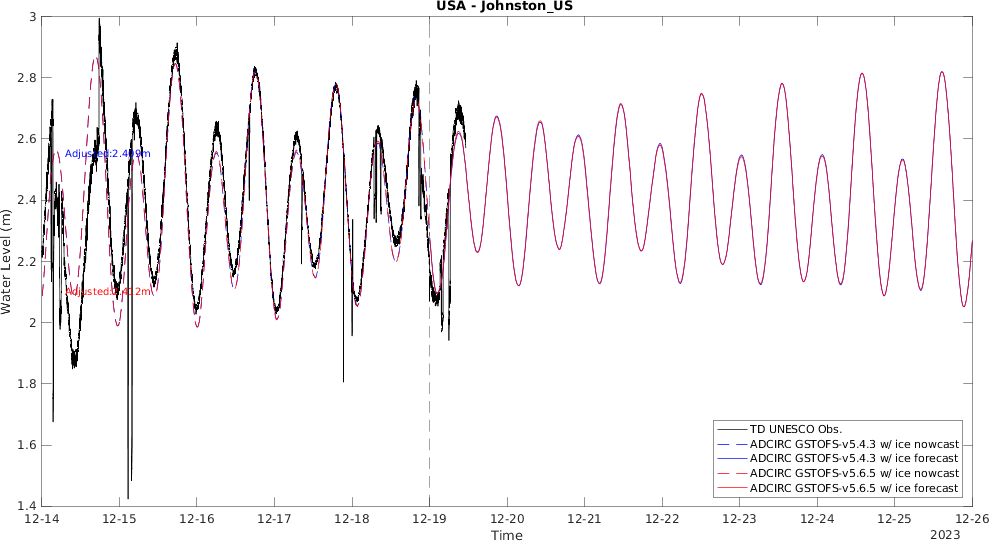 USA - Johnston_US
3
2.8
2.6
2.4
2.2
2
1.8
1.6
1.4
Water Level (m)
TD UNESCO Obs.
ADCIRC GSTOFS-v5.4.3 w/ ice nowcast
ADCIRC GSTOFS-v5.4.3 w/ ice forecast
ADCIRC GSTOFS-v5.6.5 w/ ice nowcast
ADCIRC GSTOFS-v5.6.5 w/ ice forecast
12-14 12-15 12-16 12-17 12-18 12-19 12-20 12-21 12-22 12-23 12-24 12-25 12-26
Time
2023